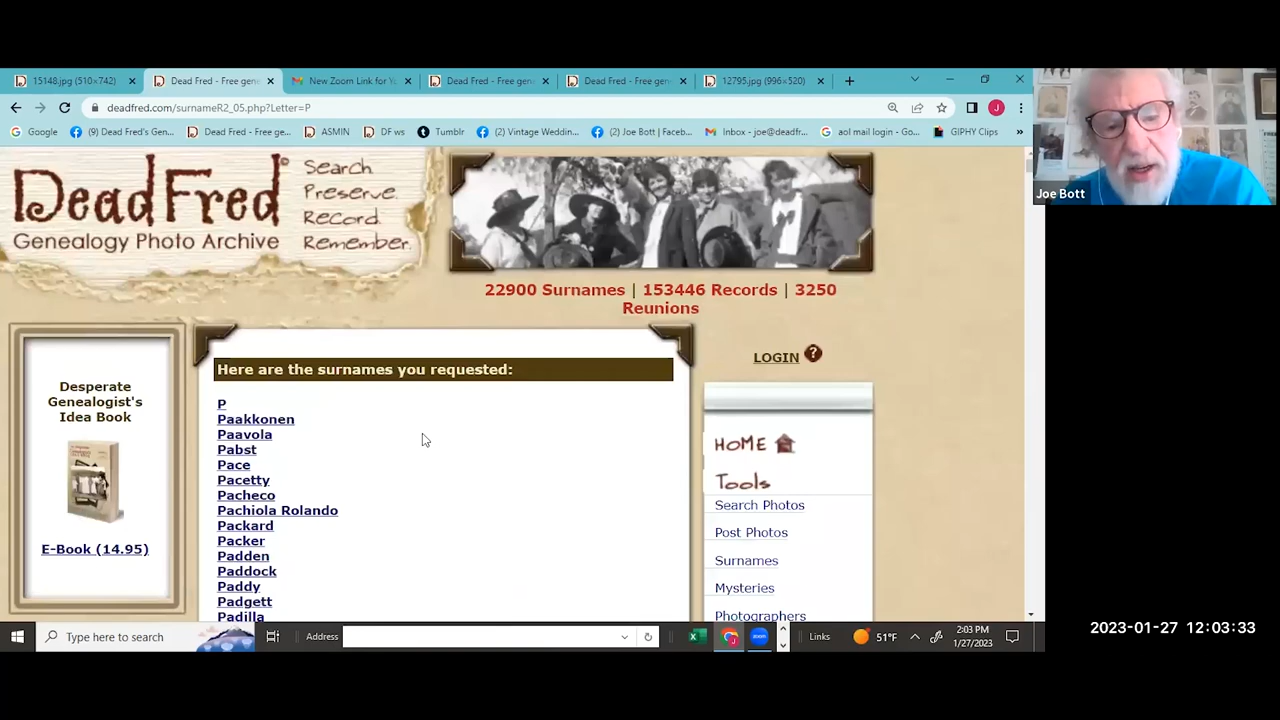 15148.jpg (510×742)
Dead Fred - Free gen
New Zoom Link for Yo
Dead Fred - Free gen
Dead Fred - Free gen
12795.jpg (996×520)
deadfred.com/surnameR2_05.php?Letter=P
J
Google
(9) Dead Fred's Gen...
Dead Fred - Free ge...
ASMIN
DF ws
Tumblr
(2) Vintage Weddin...
(2) Joe Bott | Faceb...
Inbox - joe@deadfr...
aol mail login - Go...
GIPHY Clips
»
DeadFred
Genealogy Photo Archive
Search
Preserve
Record
Remember
22900 Surnames | 153446 Records | 3250
Reunions
Desperate
Genealogist's
Idea Book
E-Book (14.95)
Here are the surnames you requested:
P
Paakkonen
Paavola
Pabst
Pace
Pacetty
Pacheco
Pachiola Rolando
Packard
Packer
Padden
Paddock
Paddy
Padgett
Padilla
LOGIN ?
HOME
Tools
Search Photos
Post Photos
Surnames
Mysteries
Photographers
Joe Bott
Type here to search
Address
zoom
Links
51°F
2:03 PM
1/27/2023
2023-01-27 12:03:33